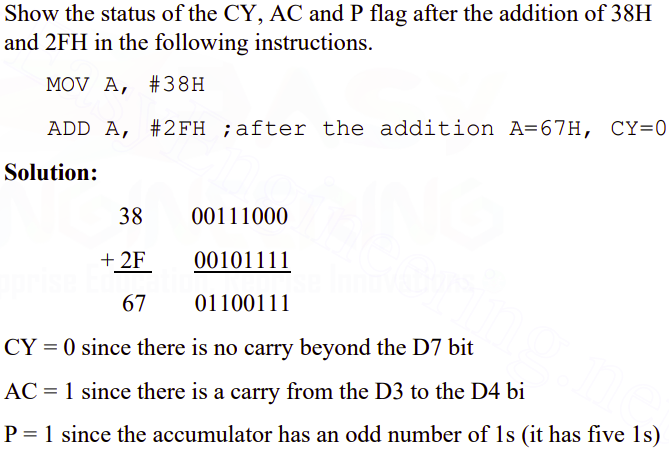 Show the status of the CY, AC and P flag after the addition of 38H
and 2FH in the following instructions.
MOV A, #38H
ADD A, #2FH ;after the addition A=67H, CY=0
Solution:
38 00111000
+ 2F 00101111
67 01100111
CY = 0 since there is no carry beyond the D7 bit
AC = 1 since there is a carry from the D3 to the D4 bi
P = 1 since the accumulator has an odd number of 1s (it has five 1s)